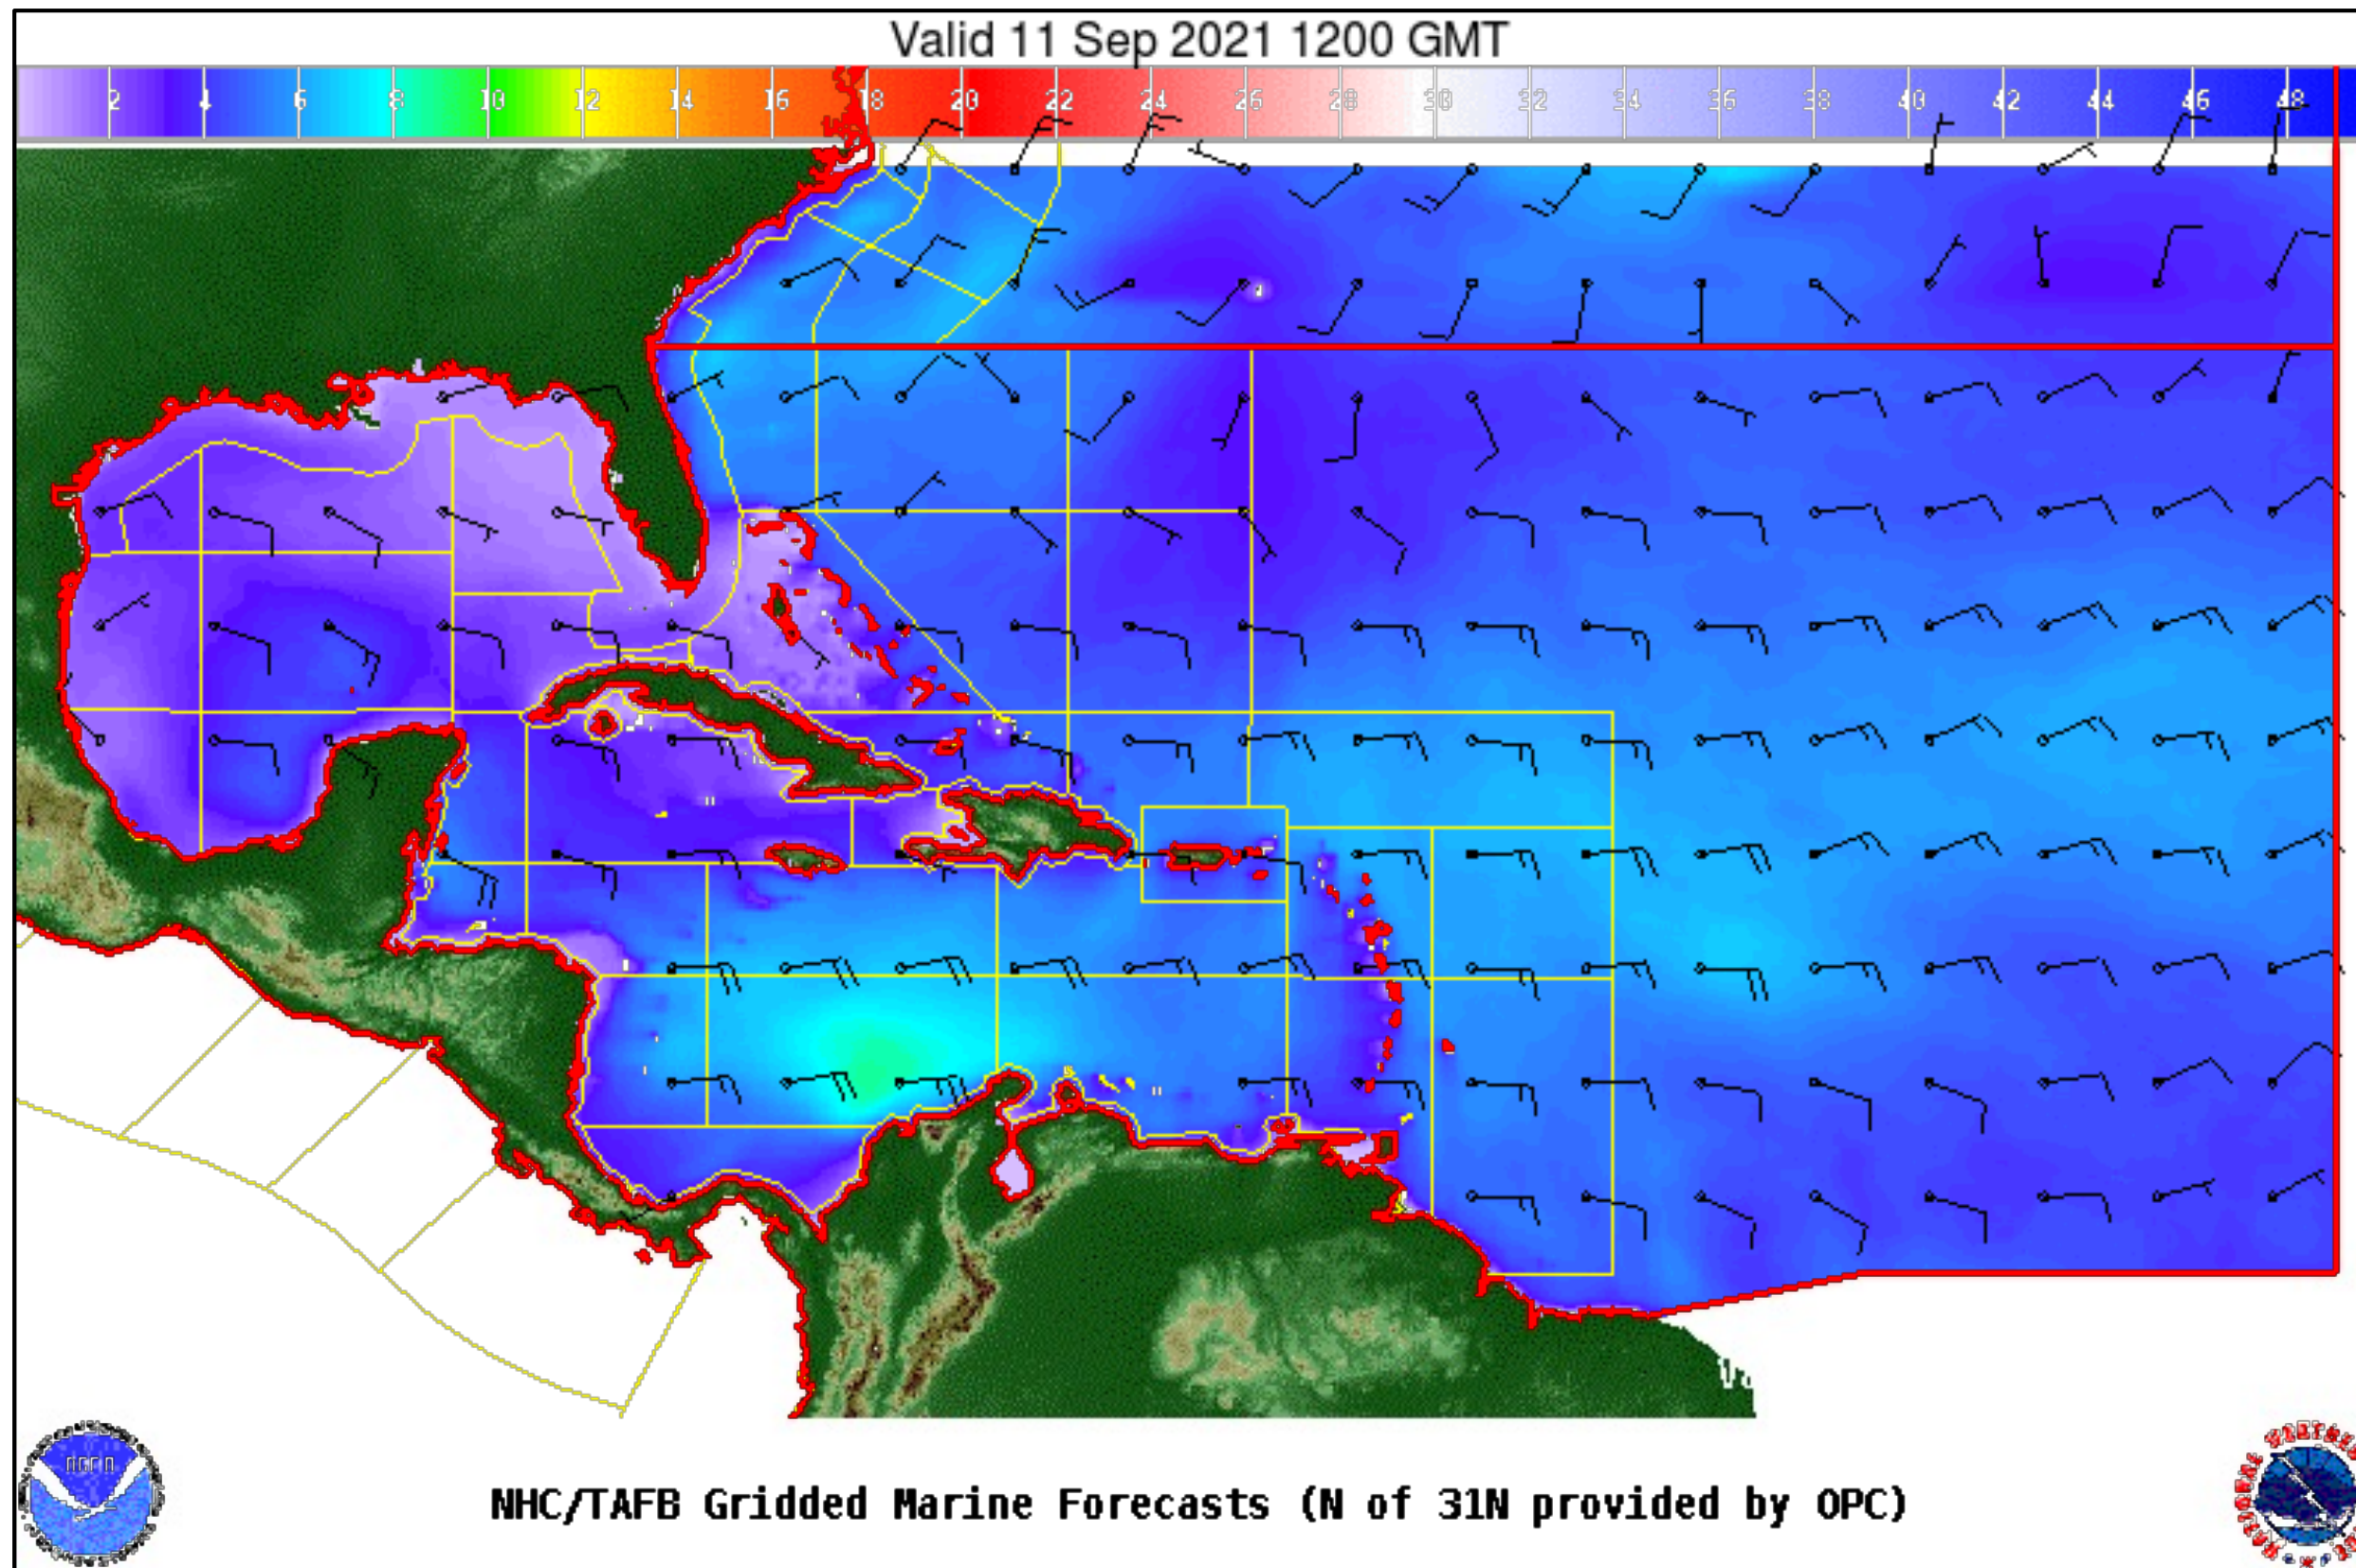 Valid 11 Sep 2021 1200 GMT
2 4 6 8 10 12 14 16 18 20 22 24 26 28 30 32 34 36 38 40 42 44 46 48
NHC/TAFB Gridded Marine Forecasts (N of 31N provided by OPC)